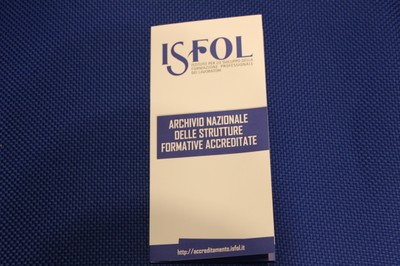 ISFOL
ISTITUTO PER LO SVILUPPO DELLA
FORMAZIONE PROFESSIONALE
DEI LAVORATORI
ARCHIVIO NAZIONALE
DELLE STRUTTURE
FORMATIVE ACCREDITATE
http://accreditamento.isfol.it